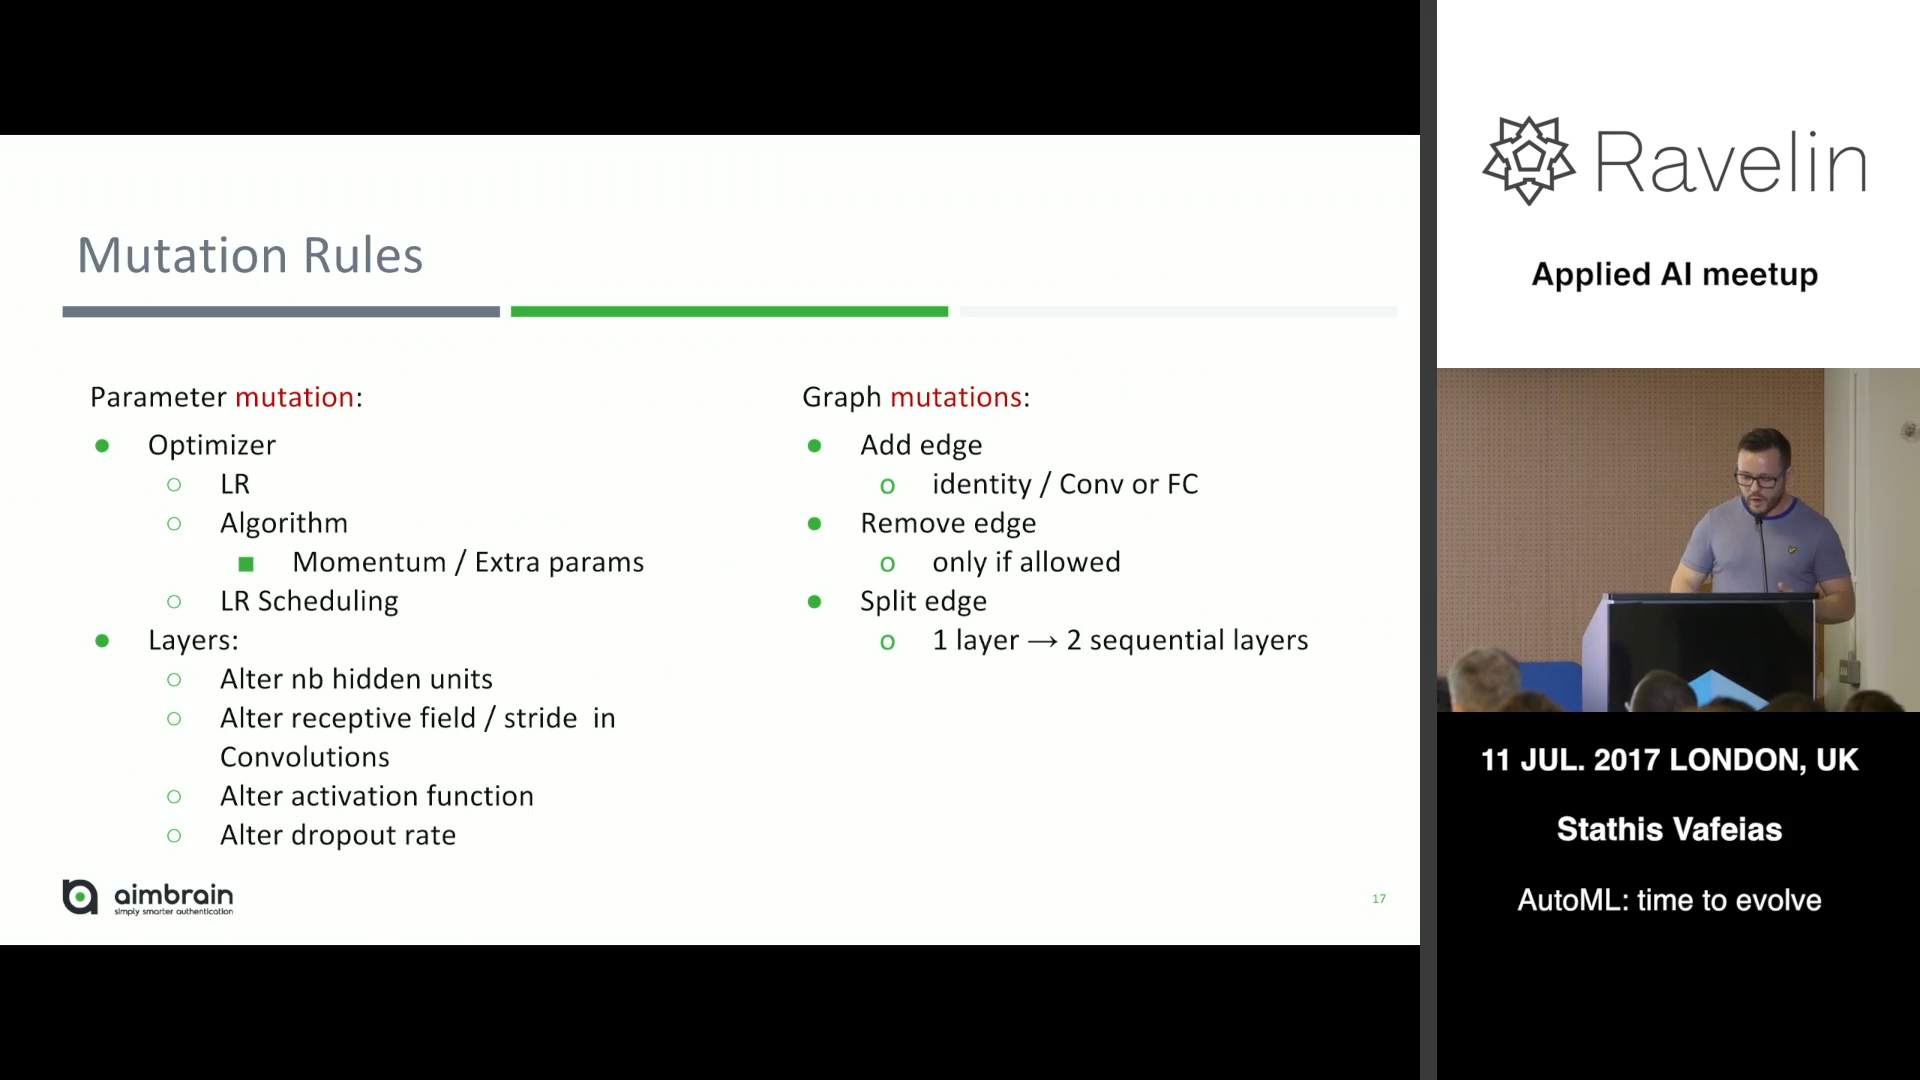 Mutation Rules
Parameter mutation:
Optimizer
LR
Algorithm
Momentum / Extra params
LR Scheduling
Layers:
Alter nb hidden units
Alter receptive field / stride in
Convolutions
Alter activation function
Alter dropout rate
Graph mutations:
Add edge
identity / Conv or FC
Remove edge
only if allowed
Split edge
1 layer → 2 sequential layers
aimbrain
simply smarter authentication
17
Ravelin
Applied AI meetup
11 JUL. 2017 LONDON, UK
Stathis Vafeias
AutoML: time to evolve